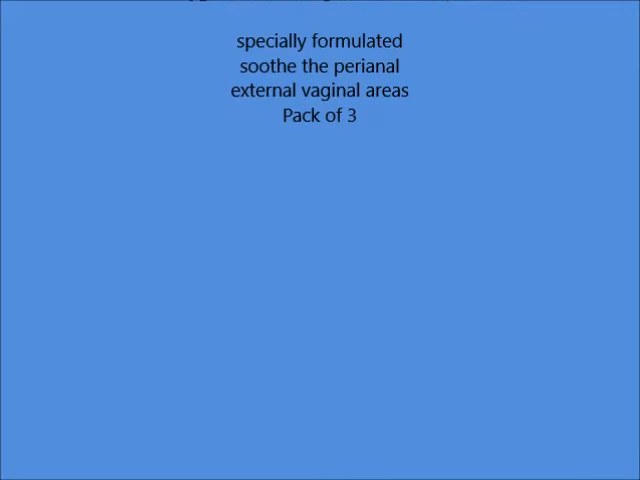 specially formulated
soothe the perianal
external vaginal areas
Pack of 3